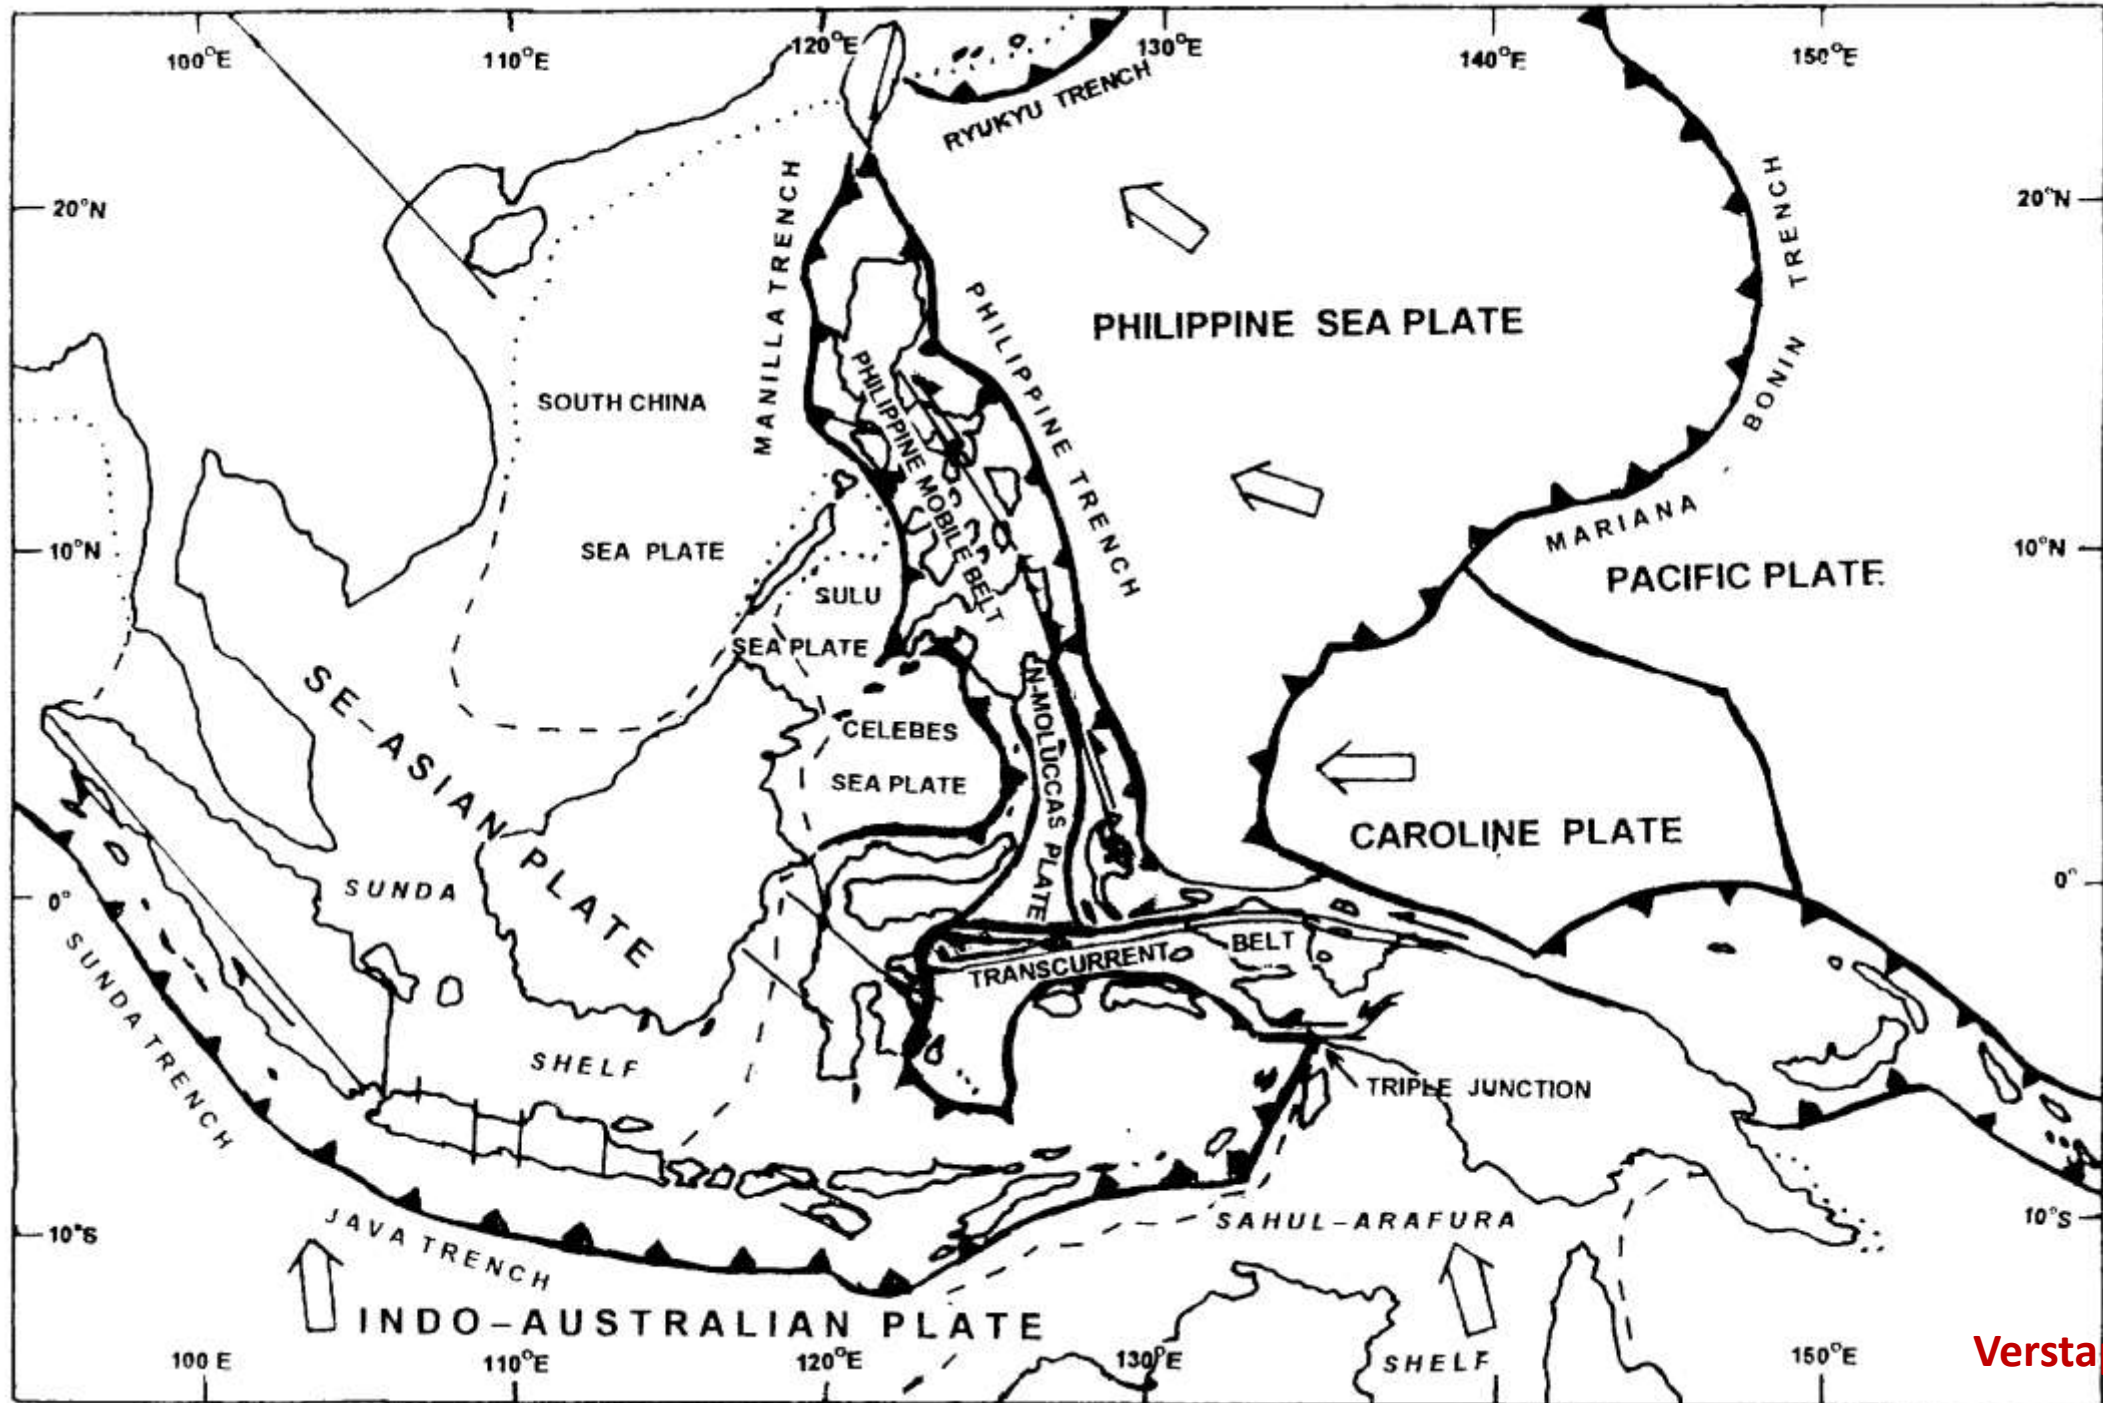 100°E
110°E
120°E
130°E
140°E
150°E
RYUKYU TRENCH
20°N
20°N
MANILLA TRENCH
PHILIPPINE TRENCH
BONIN TRENCH
PHILIPPINE SEA PLATE
SOUTH CHINA
SEA PLATE
PHILIPPINE MOBILE BELT
MARIANA
10°N
10°N
PACIFIC PLATE
SULU
SEA PLATE
SE-ASIAN PLATE
CELEBES
SEA PLATE
N-MOLUCCAS PLATE
CAROLINE PLATE
SUNDA
0°
0°
BELT
TRANSCURRENT
SUNDA TRENCH
SHELF
TRIPLE JUNCTION
JAVA TRENCH
SAHUL-ARAFURA
10°S
10°S
INDO-AUSTRALIAN PLATE
100 E
110°E
120°E
130°E
SHELF
150°E
Versta